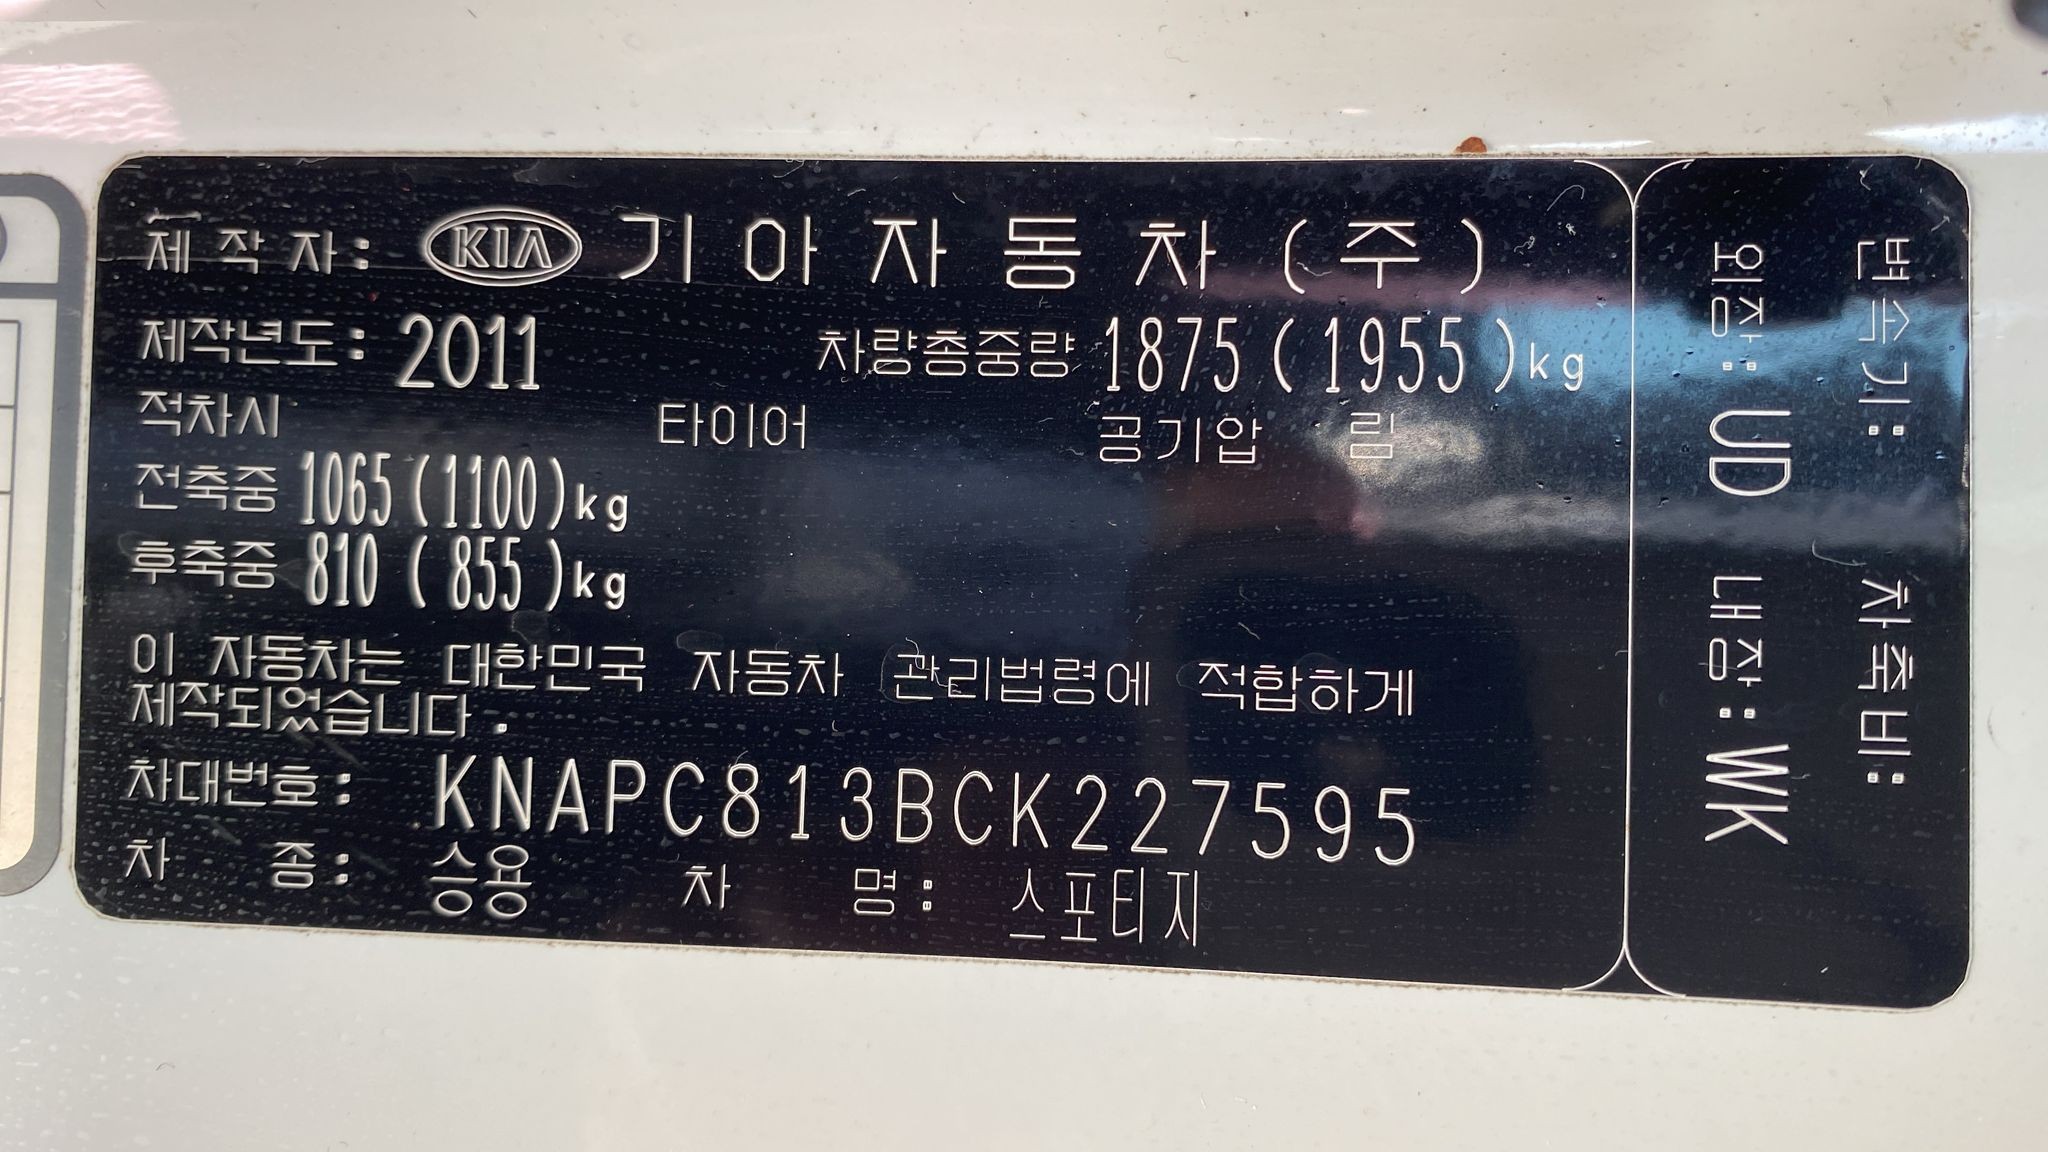 제 작 자 : KIA 기 아 자 동 차 ( 주 )
제작년도 : 2011 차량총중량 1875 ( 1955 ) kg
적차시 타이어 공기압 림
전축중 1065 (1100) kg
후축중 810 ( 855 ) kg
이 자동차는 대한민국 자동차 관리법령에 적합하게
제작되었습니다 .
차대번호 : KNAPC813BCK227595
차 종 : 승용 차 명 : 스포티지
변속기 : 차축비 :
외장 : UD 내장 : WK